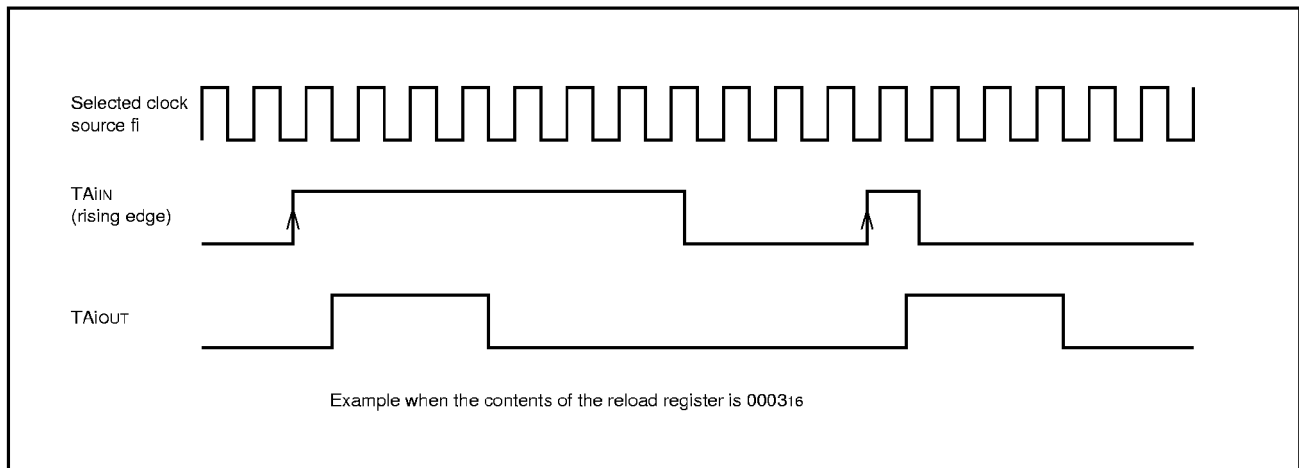 Selected clock
source fi
TAiIN
(rising edge)
TAiOUT
Example when the contents of the reload register is 000316